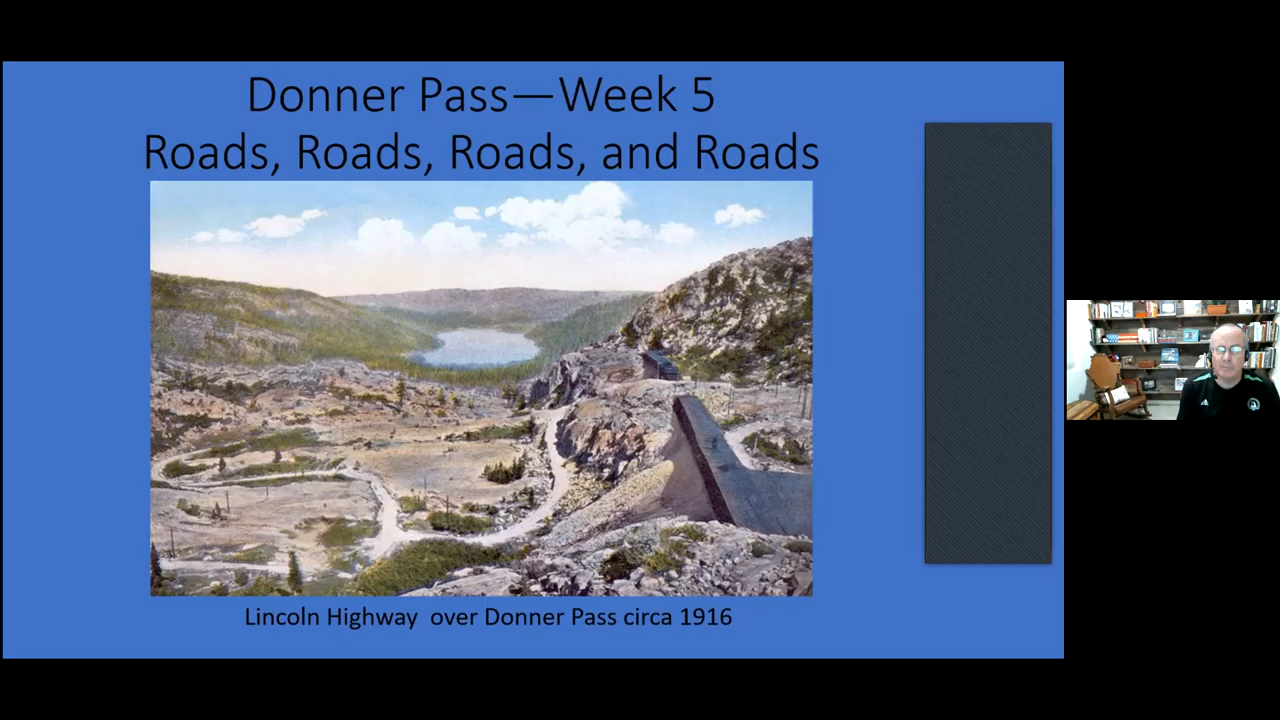 Donner Pass—Week 5
Roads, Roads, Roads, and Roads
Lincoln Highway  over Donner Pass circa 1916